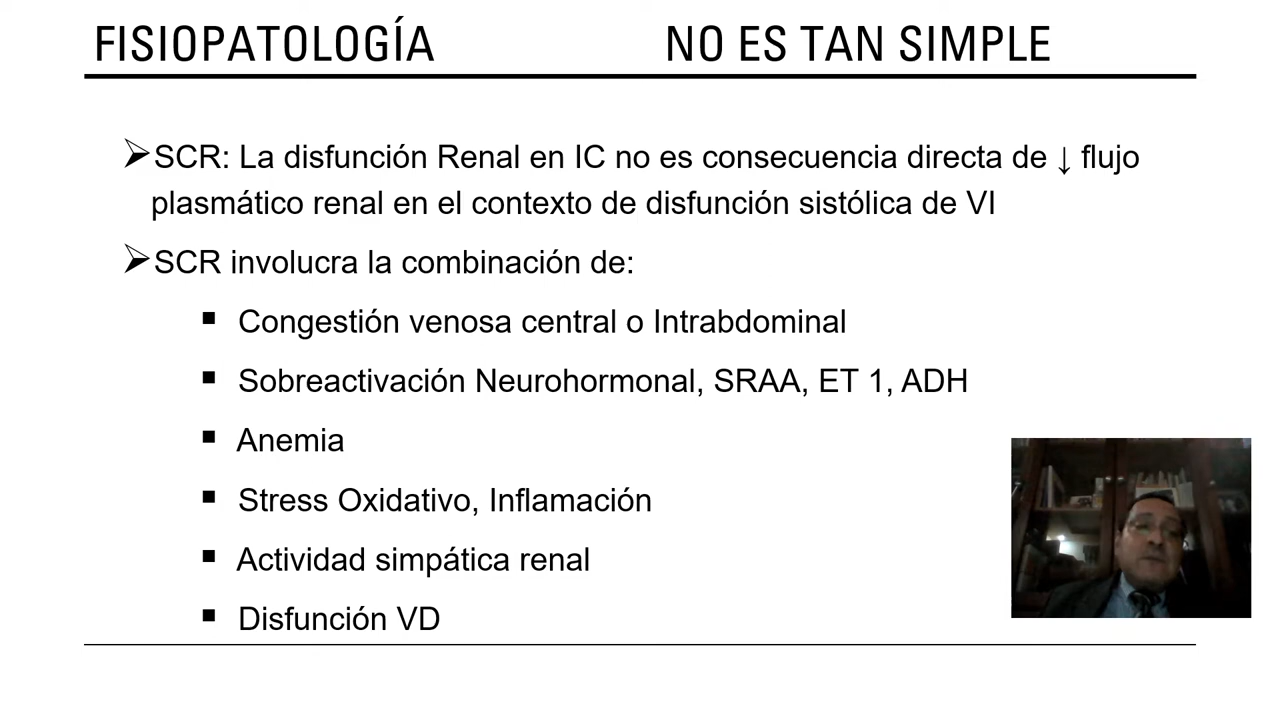 FISIOPATOLOGÍA NO ES TAN SIMPLE
➢SCR: La disfunción Renal en IC no es consecuencia directa de ↓ flujo
plasmático renal en el contexto de disfunción sistólica de VI
➢SCR involucra la combinación de:
▪ Congestión venosa central o Intrabdominal
▪ Sobreactivación Neurohormonal, SRAA, ET 1, ADH
▪ Anemia
▪ Stress Oxidativo, Inflamación
▪ Actividad simpática renal
▪ Disfunción VD